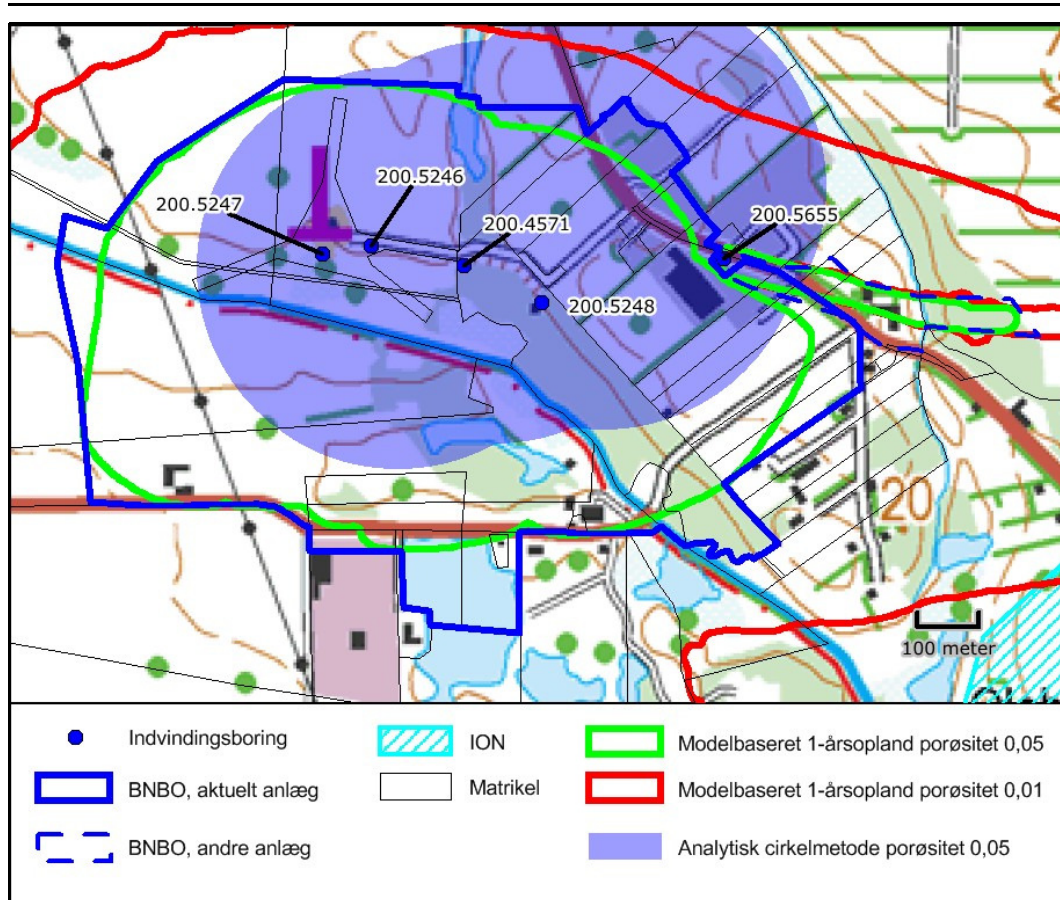 200.5246
200.5247
200.4571
200.5655
200.5248
20
100 meter
Indvindingsboring
ION
Modelbaseret 1-årsopland porøsitet 0,05
BNBO, aktuelt anlæg
Matrikel
Modelbaseret 1-årsopland porøsitet 0,01
BNBO, andre anlæg
Analytisk cirkelmetode porøsitet 0,05